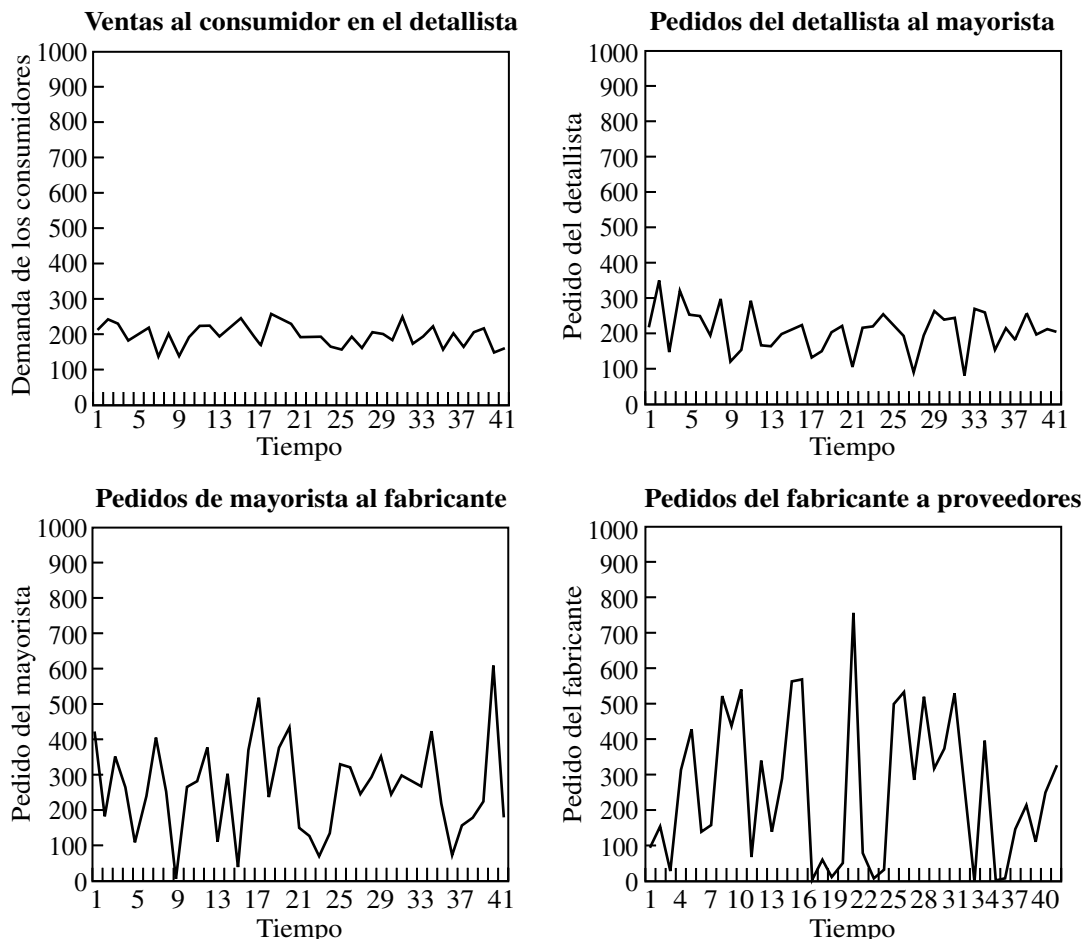 Ventas al consumidor en el detallista
Demanda de los consumidores
1000
900
800
700
600
500
400
300
200
100
0
1 5 9 13 17 21 25 29 33 37 41
Tiempo
Pedidos del detallista al mayorista
Pedido del detallista
1000
900
800
700
600
500
400
300
200
100
0
1 5 9 13 17 21 25 29 33 37 41
Tiempo
Pedidos de mayorista al fabricante
Pedido del mayorista
1000
900
800
700
600
500
400
300
200
100
0
1 5 9 13 17 21 25 29 33 37 41
Tiempo
Pedidos del fabricante a proveedores
Pedido del fabricante
1000
900
800
700
600
500
400
300
200
100
0
1 4 7 10 13 16 19 22 25 28 31 34 37 40
Tiempo